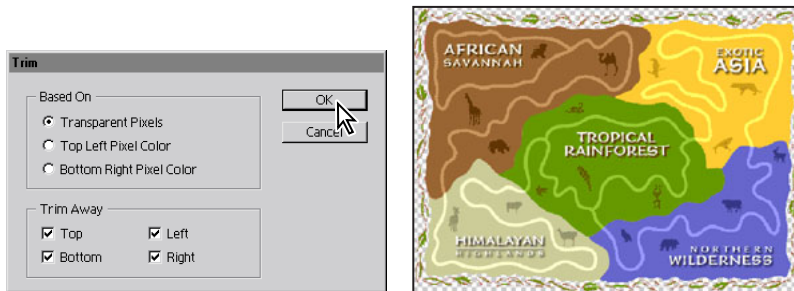 Trim
Based On
Transparent Pixels
Top Left Pixel Color
Bottom Right Pixel Color
OK
Cancel
Trim Away
Top
Left
Bottom
Right
AFRICAN
SAVANNAH
EXOTIC
ASIA
TROPICAL
RAINFOREST
HIMALAYAN
HIGHLANDS
NORTHERN
WILDERNESS